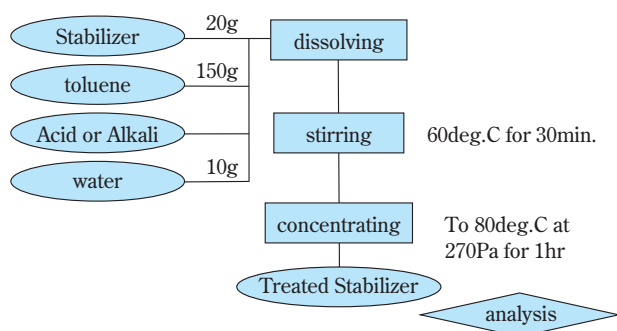 Stabilizer
20g
dissolving
toluene
150g
Acid or Alkali
stirring
60deg.C for 30min.
water
10g
concentrating
To 80deg.C at
270Pa for 1hr
Treated Stabilizer
analysis